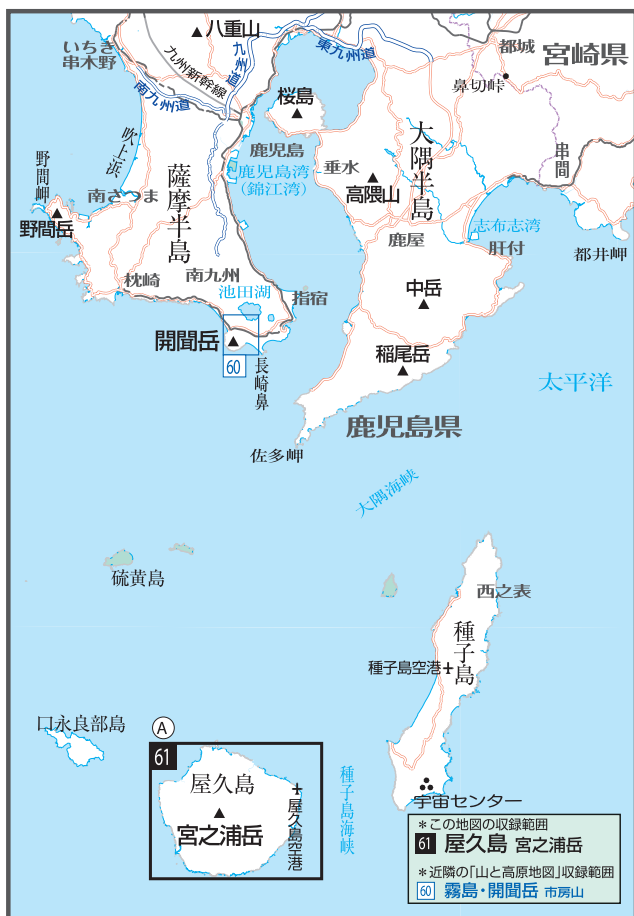 八重山
いちき
串木野
九州新幹線
九州道
南九州道
東九州道
都城
宮崎県
鼻切峠
桜島
吹上浜
鹿児島
鹿児島湾
(錦江湾)
垂水
大隅半島
高隈山
串間
野間岬
南さつま
薩摩半島
野間岳
鹿屋
志布志湾
肝付
都井岬
枕崎
南九州
池田湖
指宿
中岳
開聞岳
60
長崎鼻
稲尾岳
太平洋
鹿児島県
佐多岬
大隅海峡
硫黄島
西之表
種子島
種子島空港
口永良部島
A
61
屋久島
宮之浦岳
屋久島空港
種子島海峡
宇宙センター
*この地図の収録範囲
61 屋久島 宮之浦岳
*近隣の「山と高原地図」収録範囲
60 霧島・開聞岳 市房山